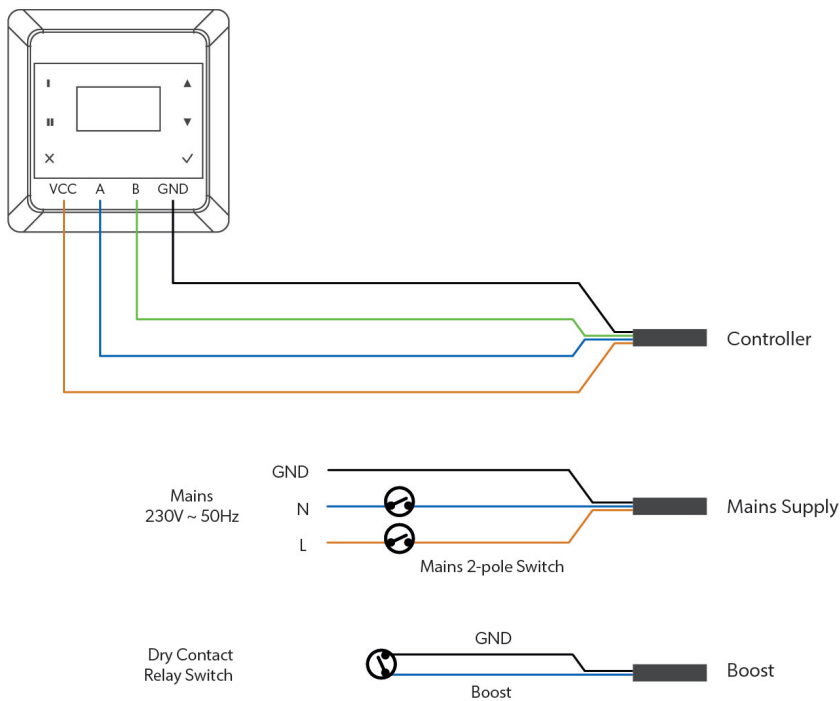 VCC A B GND
Controller
GND
Mains
230V ~ 50Hz
N
Mains Supply
L
Mains 2-pole Switch
GND
Dry Contact
Relay Switch
Boost
Boost